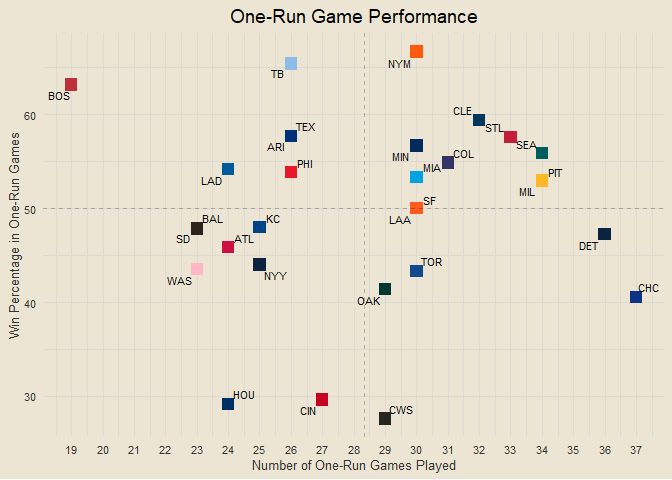 One-Run Game Performance
NYM
TB
BOS
CLE
STL
TEX
ARI
SEA
MIN
COL
PHI
MIA
LAD
PIT
MIL
SF
LAA
BAL
KC
SD
ATL
DET
TOR
WAS
NYY
OAK
CHC
HOU
CIN
CWS
60
50
40
30
Win Percentage in One-Run Games
19 20 21 22 23 24 25 26 27 28 29 30 31 32 33 34 35 36 37
Number of One-Run Games Played